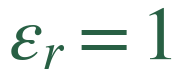 εᵣ = 1